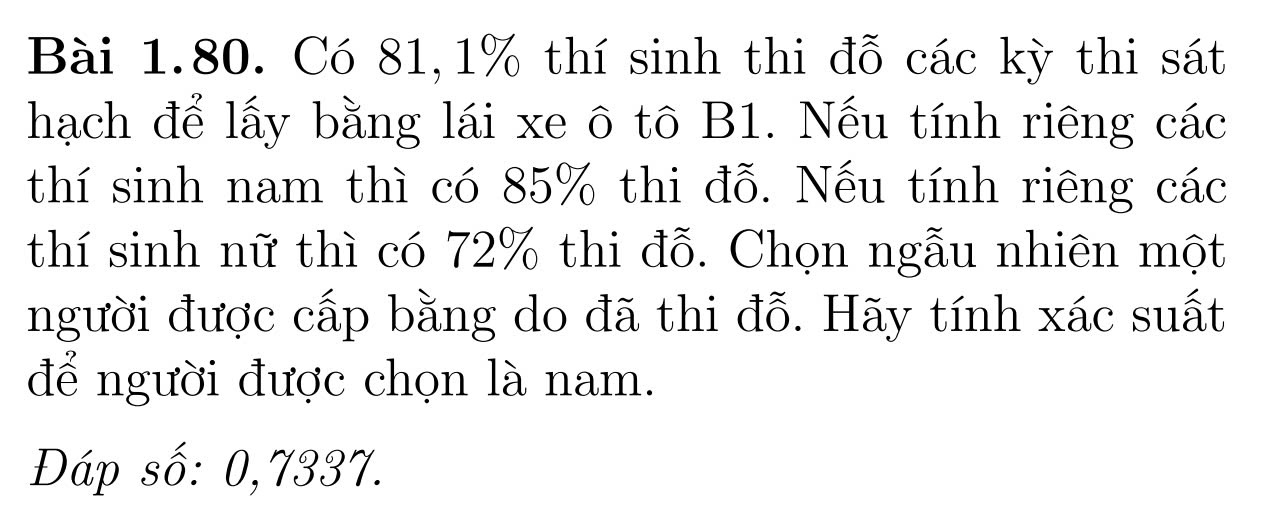 Bài 1.80. Có 81,1% thí sinh thi đỗ các kỳ thi sát
hạch để lấy bằng lái xe ô tô B1. Nếu tính riêng các
thí sinh nam thì có 85% thi đỗ. Nếu tính riêng các
thí sinh nữ thì có 72% thi đỗ. Chọn ngẫu nhiên một
người được cấp bằng do đã thi đỗ. Hãy tính xác suất
để người được chọn là nam.
Đáp số: 0,7337.